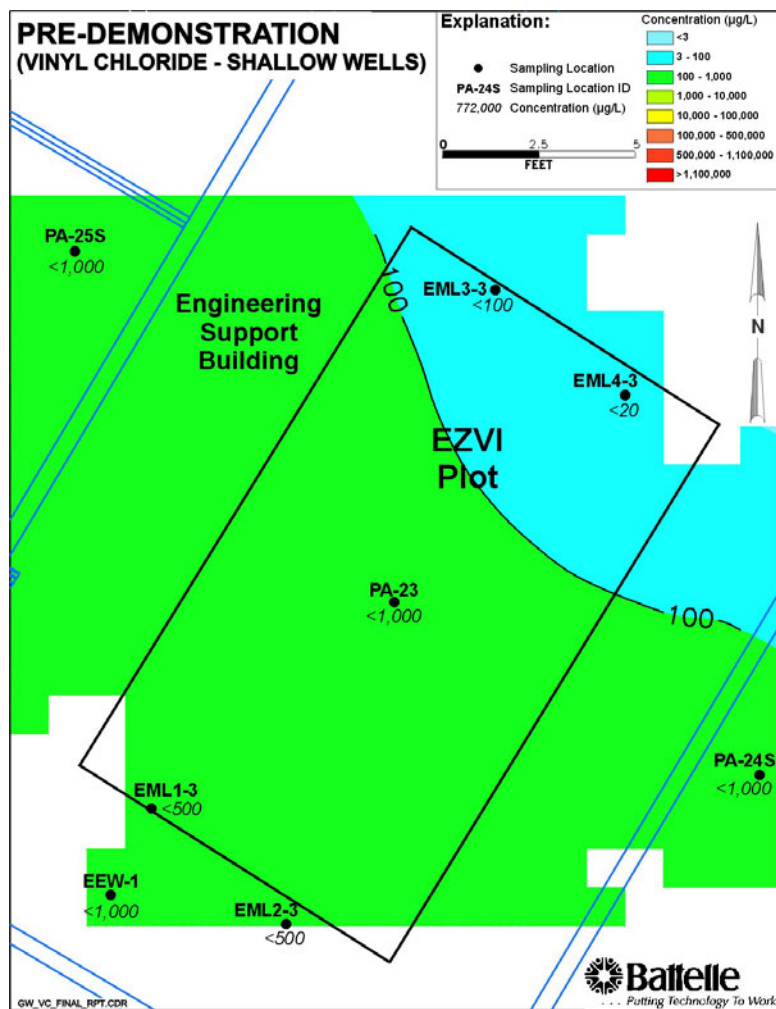 PRE-DEMONSTRATION
(VINYL CHLORIDE - SHALLOW WELLS)
Explanation:
Sampling Location
PA-24S Sampling Location ID
772,000 Concentration (µg/L)
0 2.5 5
FEET
Concentration (µg/L)
<3
3 - 100
100 - 1,000
1,000 - 10,000
10,000 - 100,000
100,000 - 500,000
500,000 - 1,100,000
>1,100,000
PA-25S
<1,000
Engineering
Support
Building
100
EML3-3
<100
N
EML4-3
<20
EZVI
Plot
PA-23
<1,000
100
PA-24S
<1,000
EML1-3
<500
EEW-1
<1,000
EML2-3
<500
Battelle
. . . Putting Technology To Work
GW_VC_FINAL_RPT.CDR